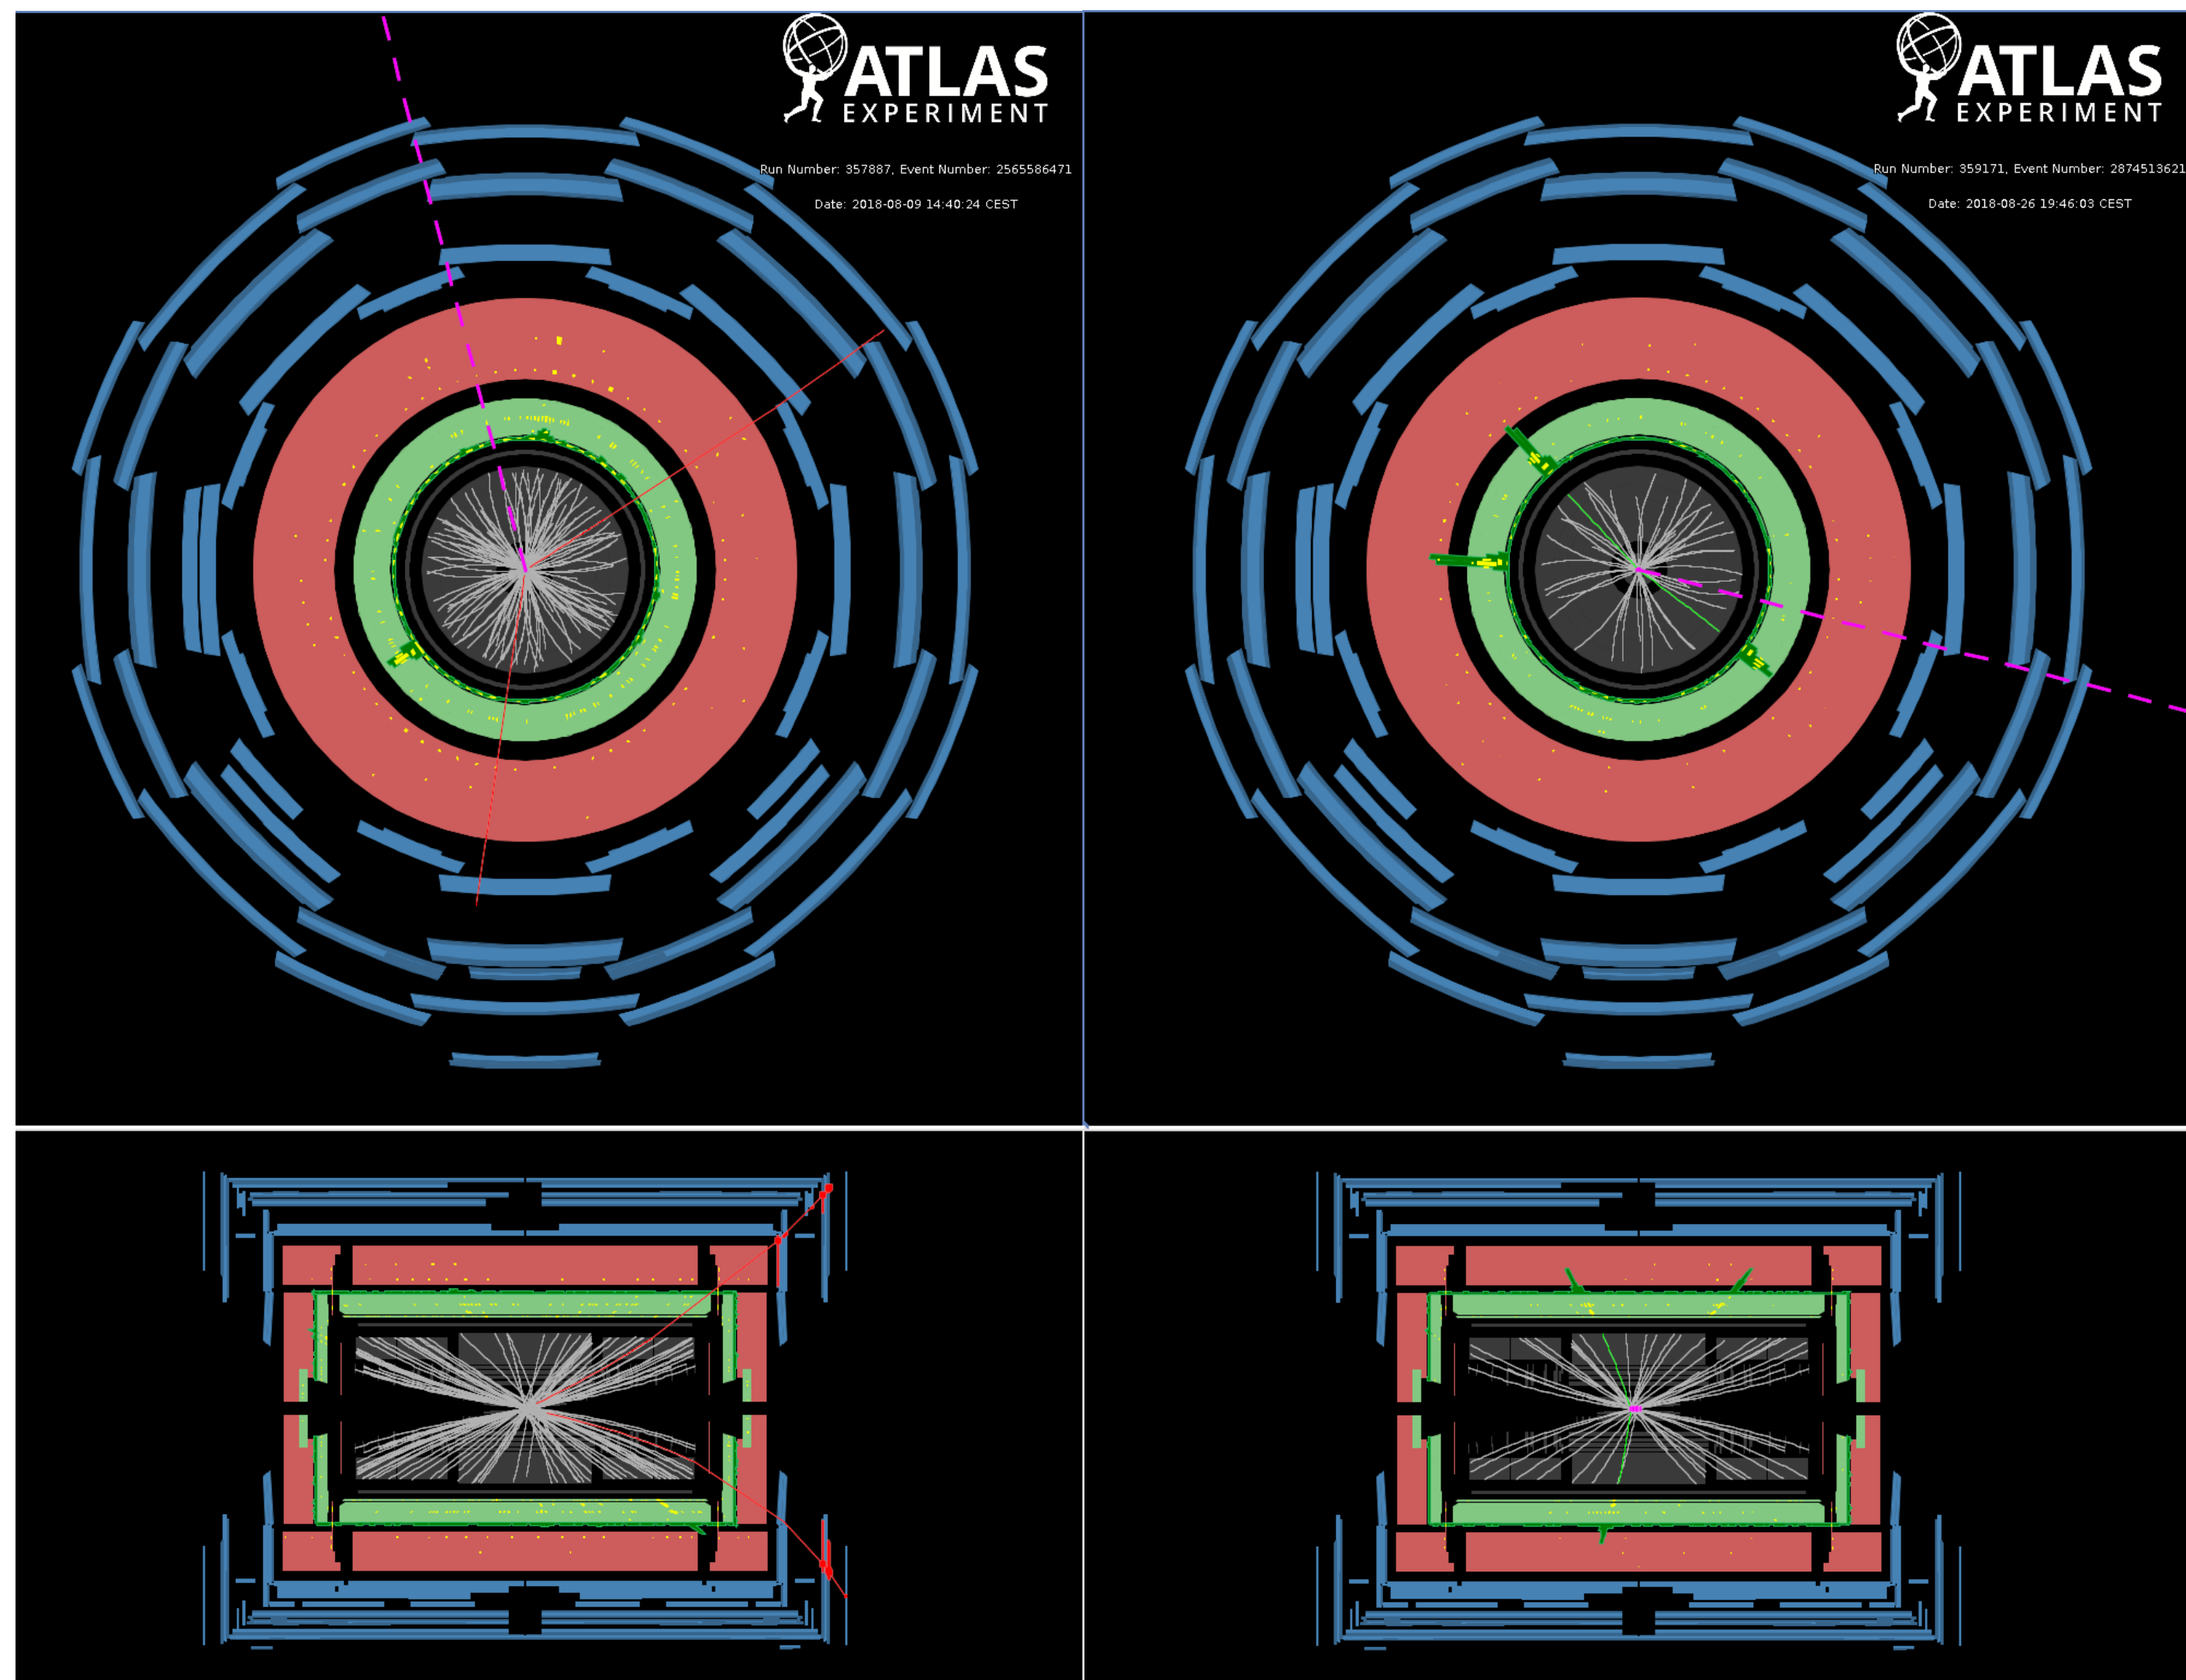 ATLAS
EXPERIMENT
Run Number: 357887, Event Number: 2565586471
Date: 2018-08-09 14:40:24 CEST
ATLAS
EXPERIMENT
Run Number: 359171, Event Number: 2874513621
Date: 2018-08-26 19:46:03 CEST